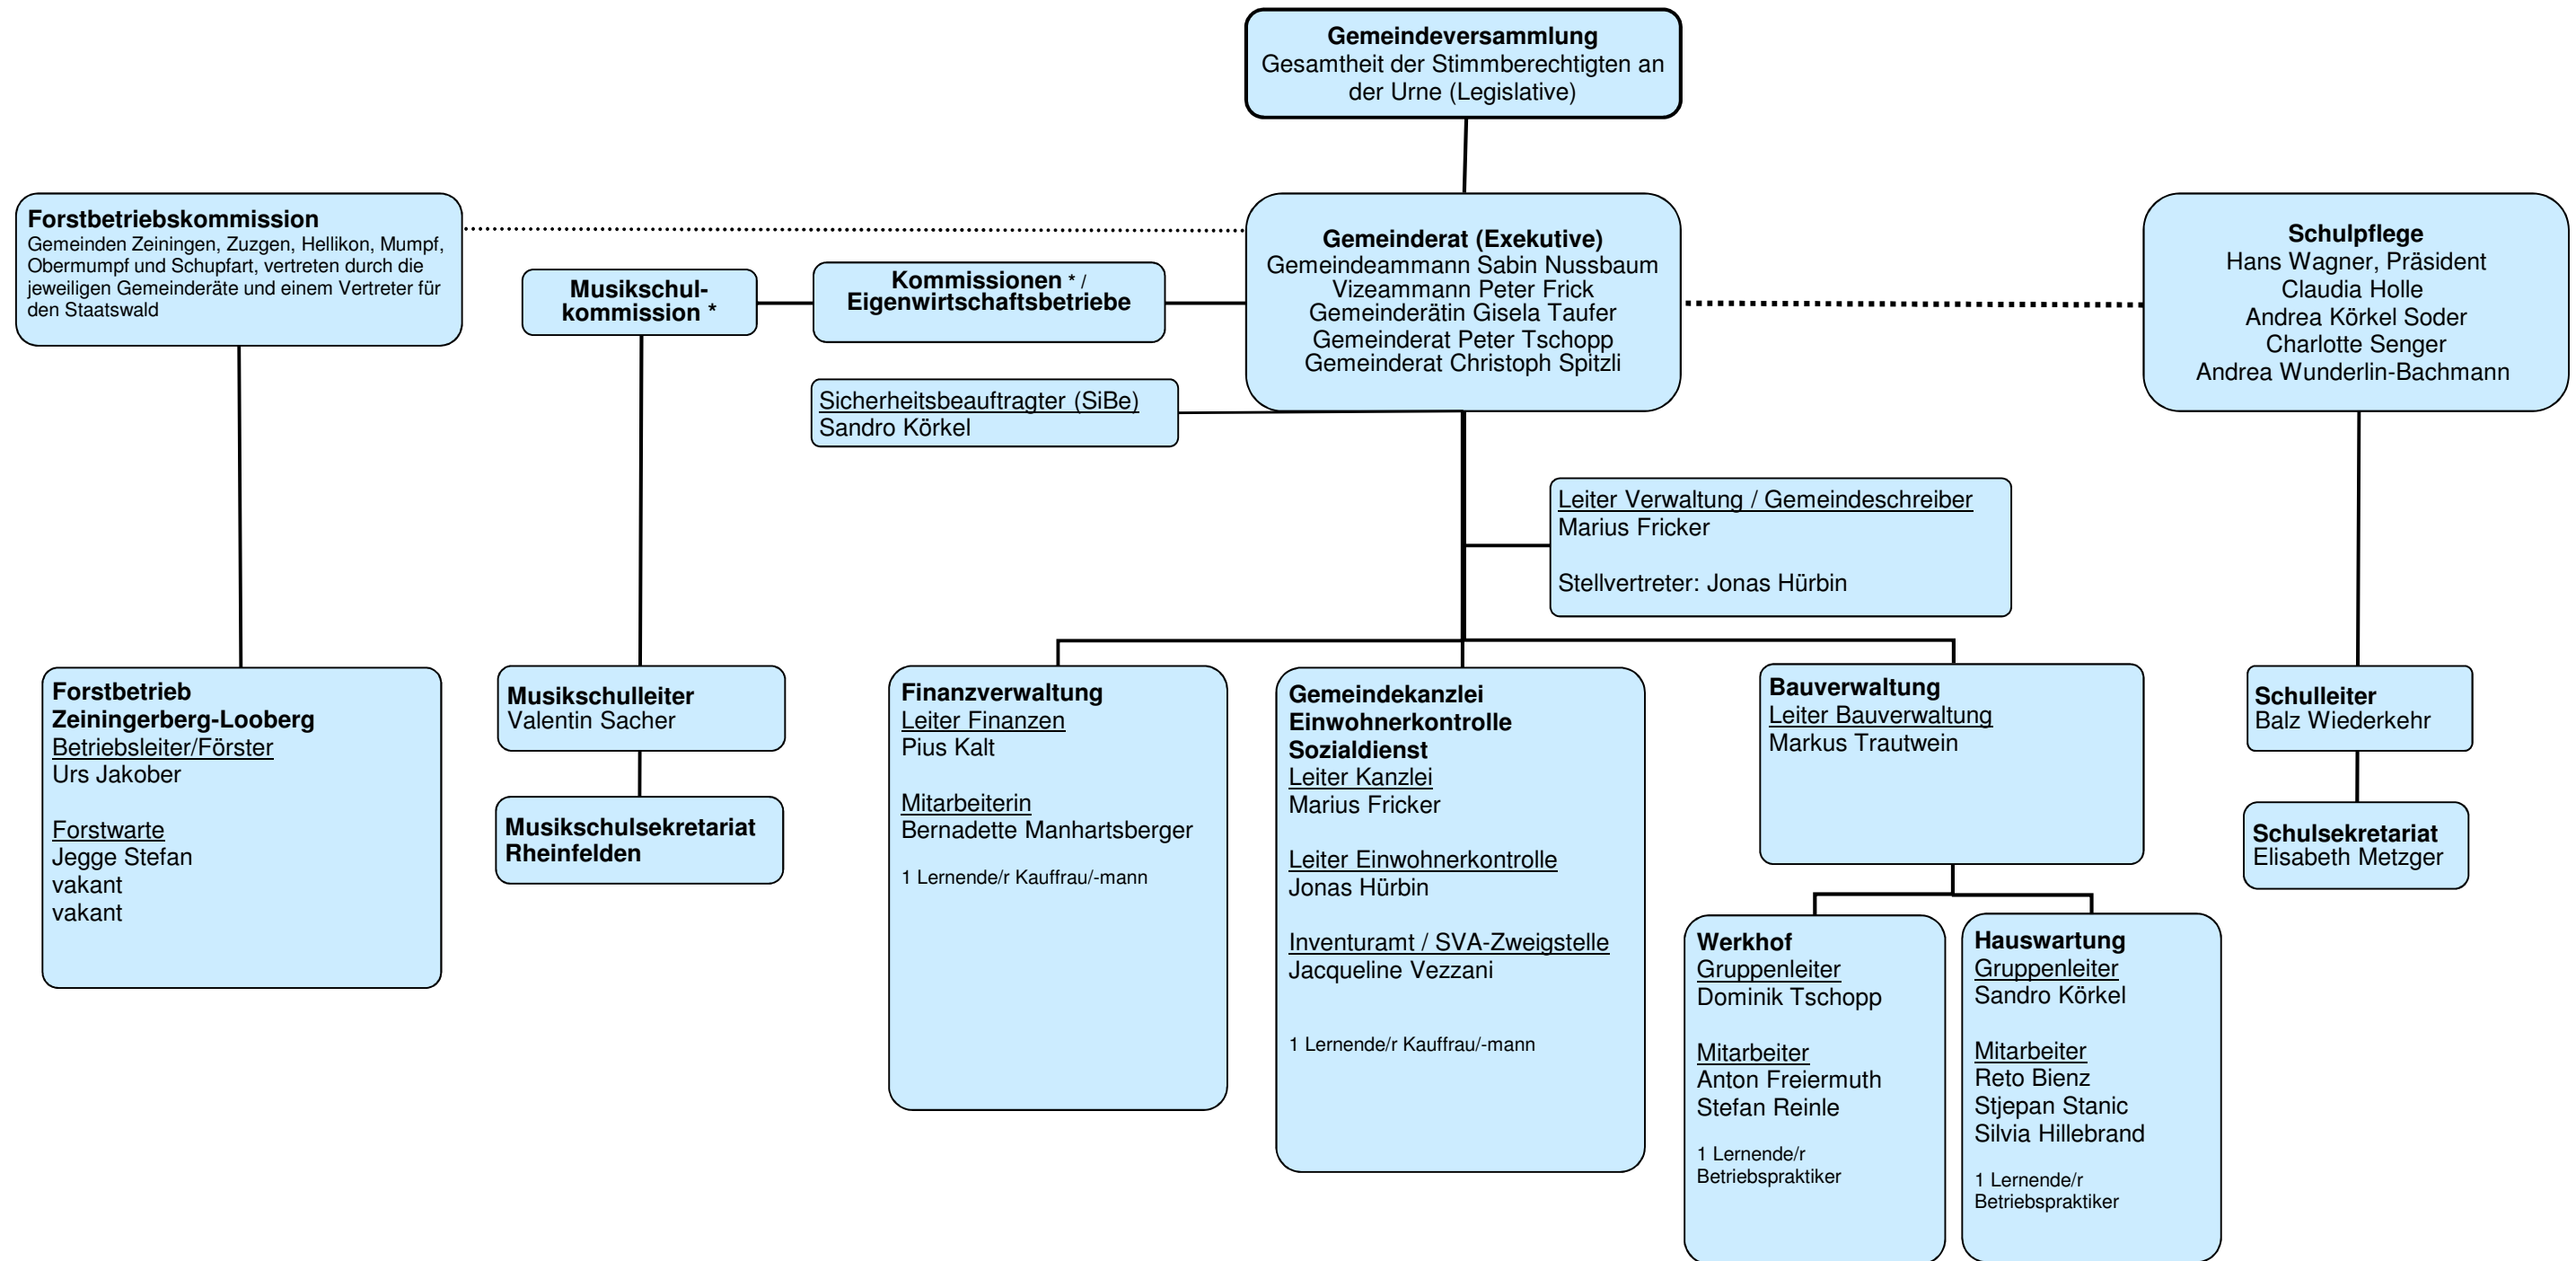 Gemeindeversammlung
Gesamtheit der Stimmberechtigten an
der Urne (Legislative)
Forstbetriebskommission
Gemeinden Zeiningen, Zuzgen, Hellikon, Mumpf,
Obermumpf und Schupfart, vertreten durch die
jeweiligen Gemeinderäte und einem Vertreter für
den Staatswald
Musikschul-
kommission *
Kommissionen * /
Eigenwirtschaftsbetriebe
Gemeinderat (Exekutive)
Gemeindeammann Sabin Nussbaum
Vizeammann Peter Frick
Gemeinderätin Gisela Taufer
Gemeinderat Peter Tschopp
Gemeinderat Christoph Spitzli
Schulpflege
Hans Wagner, Präsident
Claudia Holle
Andrea Körkel Soder
Charlotte Senger
Andrea Wunderlin-Bachmann
Sicherheitsbeauftragter (SiBe)
Sandro Körkel
Leiter Verwaltung / Gemeindeschreiber
Marius Fricker
Stellvertreter: Jonas Hürbin
Forstbetrieb
Zeiningerberg-Looberg
Betriebsleiter/Förster
Urs Jakober
Forstwarte
Jegge Stefan
vakant
vakant
Musikschulleiter
Valentin Sacher
Musikschulsekretariat
Rheinfelden
Finanzverwaltung
Leiter Finanzen
Pius Kalt
Mitarbeiterin
Bernadette Manhartsberger
1 Lernende/r Kauffrau/-mann
Gemeindekanzlei
Einwohnerkontrolle
Sozialdienst
Leiter Kanzlei
Marius Fricker
Leiter Einwohnerkontrolle
Jonas Hürbin
Inventuramt / SVA-Zweigstelle
Jacqueline Vezzani
1 Lernende/r Kauffrau/-mann
Bauverwaltung
Leiter Bauverwaltung
Markus Trautwein
Werkhof
Gruppenleiter
Dominik Tschopp
Mitarbeiter
Anton Freiermuth
Stefan Reinle
1 Lernende/r
Betriebspraktiker
Hauswartung
Gruppenleiter
Sandro Körkel
Mitarbeiter
Reto Bienz
Stjepan Stanic
Silvia Hillebrand
1 Lernende/r
Betriebspraktiker
Schulleiter
Balz Wiederkehr
Schulsekretariat
Elisabeth Metzger